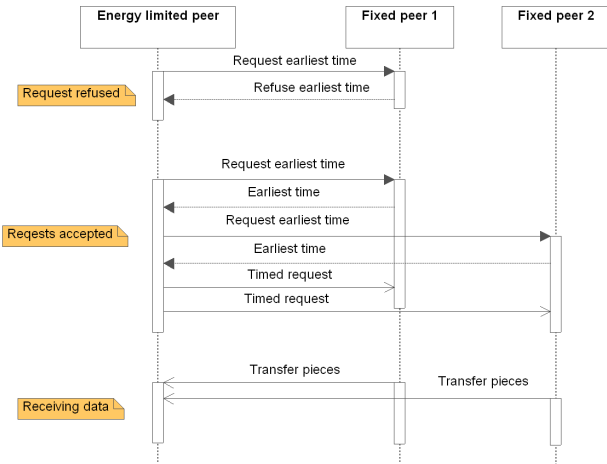 Energy limited peer
Fixed peer 1
Fixed peer 2
Request earliest time
Refuse earliest time
Request refused
Request earliest time
Earliest time
Request earliest time
Reqests accepted
Earliest time
Timed request
Timed request
Transfer pieces
Transfer pieces
Receiving data